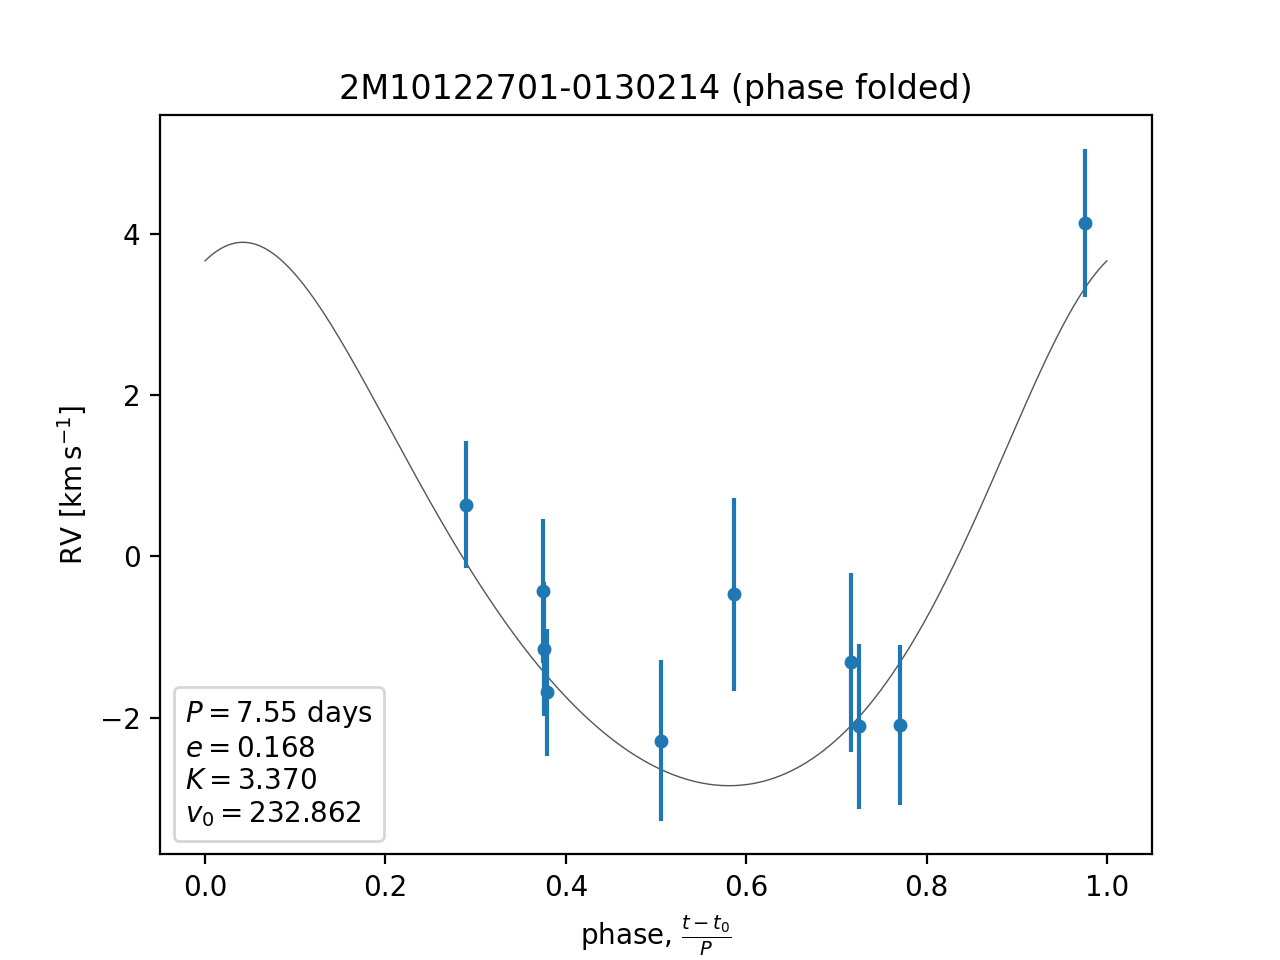 2M10122701-0130214 (phase folded)
RV [km s⁻¹]
4
2
0
−2
P = 7.55 days
e = 0.168
K = 3.370
v₀ = 232.862
0.0 0.2 0.4 0.6 0.8 1.0
phase, (t − t₀)/P